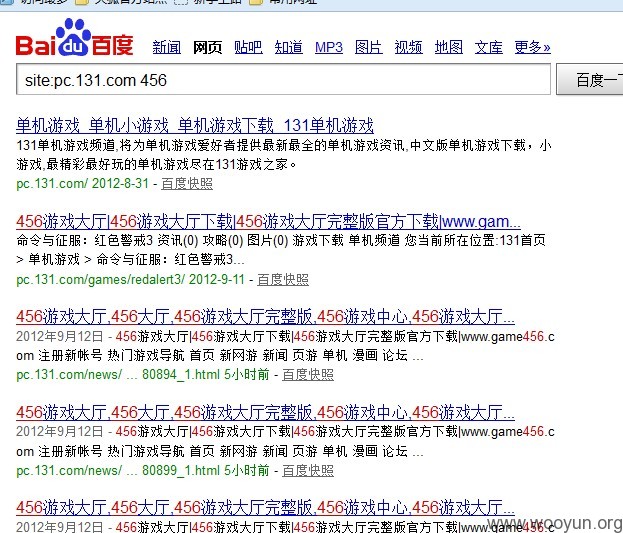 Bai du 百度
新闻 网页 贴吧 知道 MP3 图片 视频 地图 文库 更多»
site:pc.131.com 456
百度一
单机游戏_单机小游戏_单机游戏下载_131单机游戏
131单机游戏频道,将为单机游戏爱好者提供最新最全的单机游戏资讯,中文版单机游戏下载，小
游戏,最精彩最好玩的单机游戏尽在131游戏之家。
pc.131.com/ 2012-8-31 - 百度快照
456游戏大厅|456游戏大厅下载|456游戏大厅完整版官方下载|www.gam...
命令与征服：红色警戒3 资讯(0) 攻略(0) 图片(0) 游戏下载 单机频道 您当前所在位置:131首页
> 单机游戏 > 命令与征服：红色警戒3...
pc.131.com/games/redalert3/ 2012-9-11 - 百度快照
456游戏大厅,456大厅,456游戏大厅完整版,456游戏中心,456游戏大厅...
2012年9月12日 - 456游戏大厅|456游戏大厅下载|456游戏大厅完整版官方下载|www.game456.c
om 注册新帐号 热门游戏导航 首页 新网游 新闻 页游 单机 漫画 论坛 ...
pc.131.com/news/ ... 80894_1.html 5小时前 - 百度快照
456游戏大厅,456大厅,456游戏大厅完整版,456游戏中心,456游戏大厅...
2012年9月12日 - 456游戏大厅|456游戏大厅下载|456游戏大厅完整版官方下载|www.game456.c
om 注册新帐号 热门游戏导航 首页 新网游 新闻 页游 单机 漫画 论坛 ...
pc.131.com/news/ ... 80899_1.html 5小时前 - 百度快照
456游戏大厅,456大厅,456游戏大厅完整版,456游戏中心,456游戏大厅...
2012年9月12日 - 456游戏大厅|456游戏大厅下载|456游戏大厅完整版官方下载|www.game456.c
www.wooyun.org